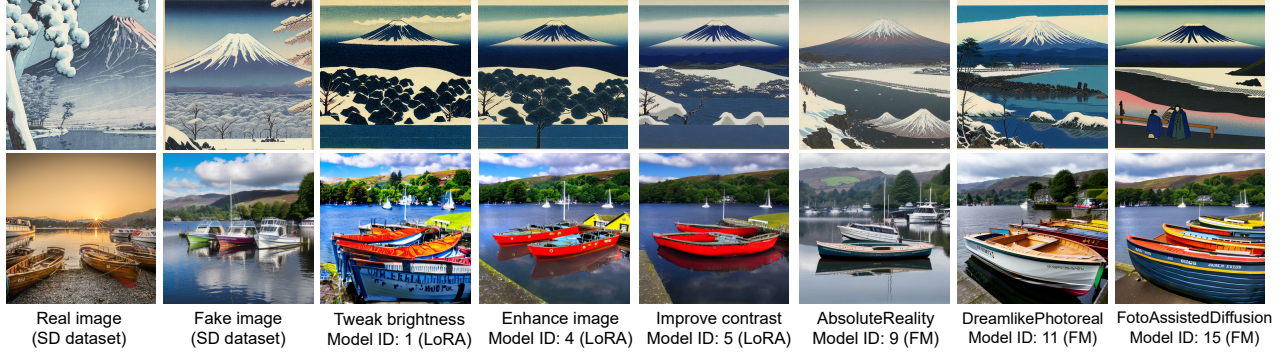 Real image
(SD dataset)
Fake image
(SD dataset)
Tweak brightness
Model ID: 1 (LoRA)
Enhance image
Model ID: 4 (LoRA)
Improve contrast
Model ID: 5 (LoRA)
AbsoluteReality
Model ID: 9 (FM)
DreamlikePhotoreal
Model ID: 11 (FM)
FotoAssistedDiffusion
Model ID: 15 (FM)